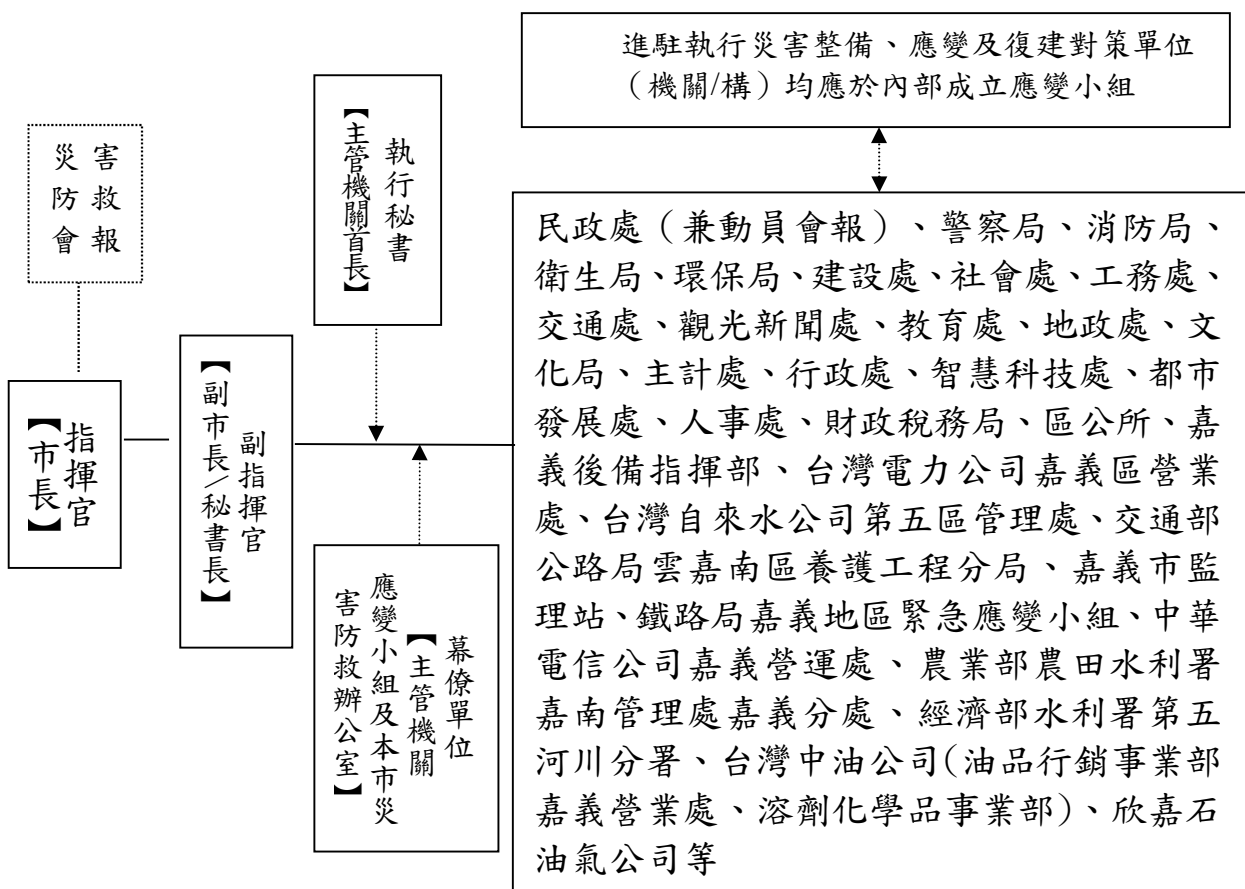 進駐執行災害整備、應變及復建對策單位
（機關/構）均應於內部成立應變小組
災害
防救
會報
執行秘書
【主管機關首長】
指揮官
【市長】
副指揮官
【副市長/秘書長】
幕僚單位
【主管機關
應變小組及本市災
害防救辦公室】
民政處（兼動員會報）、警察局、消防局、
衛生局、環保局、建設處、社會處、工務處、
交通處、觀光新聞處、教育處、地政處、文
化局、主計處、行政處、智慧科技處、都市
發展處、人事處、財政稅務局、區公所、嘉
義後備指揮部、台灣電力公司嘉義區營業
處、台灣自來水公司第五區管理處、交通部
公路局雲嘉南區養護工程分局、嘉義市監
理站、鐵路局嘉義地區緊急應變小組、中華
電信公司嘉義營運處、農業部農田水利署
嘉南管理處嘉義分處、經濟部水利署第五
河川分署、台灣中油公司(油品行銷事業部
嘉義營業處、溶劑化學品事業部)、欣嘉石
油氣公司等